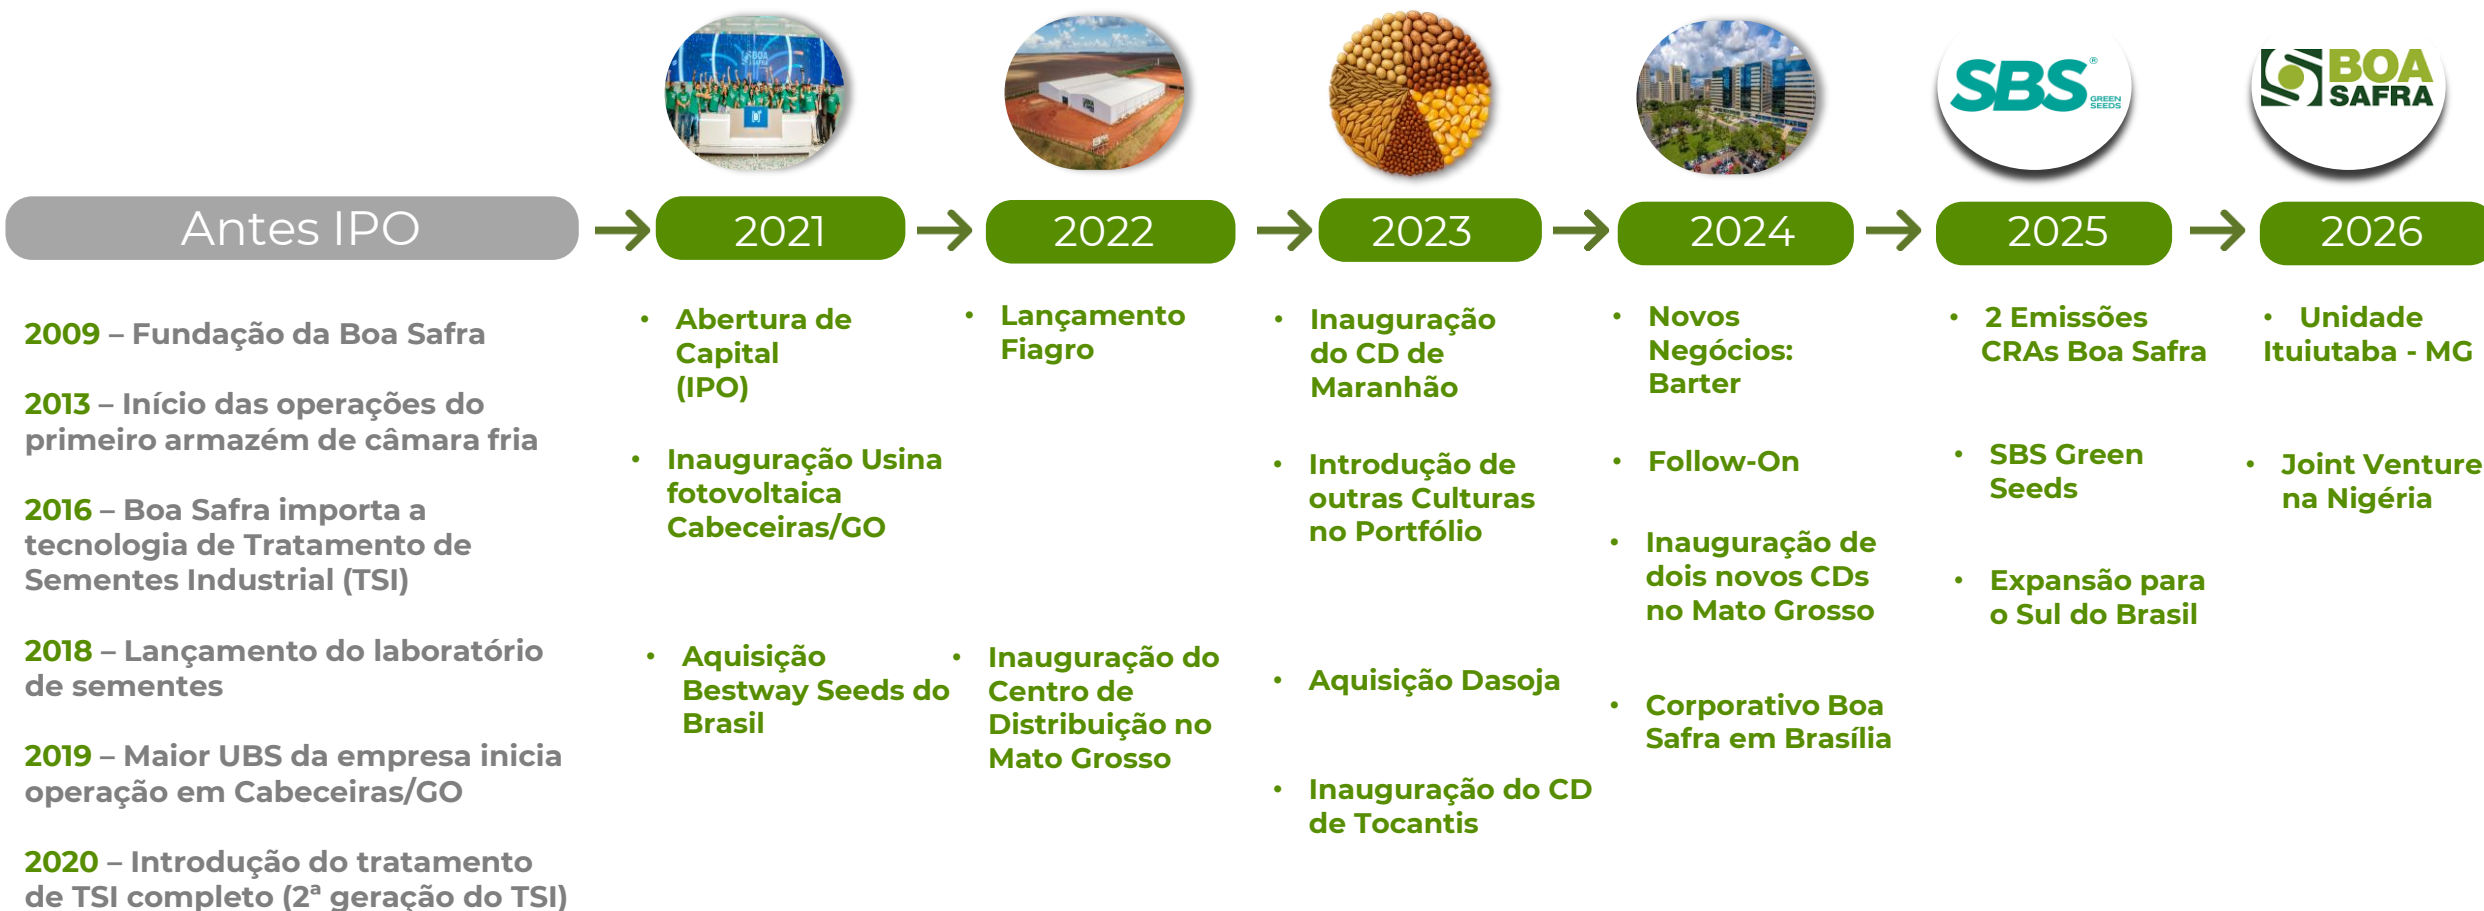 BOA
SAFRA
SBS®
GREEN
SEEDS
BOA
SAFRA
Antes IPO
2009 – Fundação da Boa Safra
2013 – Início das operações do
primeiro armazém de câmara fria
2016 – Boa Safra importa a
tecnologia de Tratamento de
Sementes Industrial (TSI)
2018 – Lançamento do laboratório
de sementes
2019 – Maior UBS da empresa inicia
operação em Cabeceiras/GO
2020 – Introdução do tratamento
de TSI completo (2ª geração do TSI)
2021
• Abertura de
Capital
(IPO)
• Inauguração Usina
fotovoltaica
Cabeceiras/GO
• Aquisição
Bestway Seeds do
Brasil
2022
• Lançamento
Fiagro
• Inauguração do
Centro de
Distribuição no
Mato Grosso
2023
• Inauguração
do CD de
Maranhão
• Introdução de
outras Culturas
no Portfólio
• Aquisição Dasoja
• Inauguração do CD
de Tocantis
2024
• Novos
Negócios:
Barter
• Follow-On
• Inauguração de
dois novos CDs
no Mato Grosso
• Corporativo Boa
Safra em Brasília
2025
• 2 Emissões
CRAs Boa Safra
• SBS Green
Seeds
• Expansão para
o Sul do Brasil
2026
• Unidade
Ituiutaba - MG
• Joint Venture
na Nigéria